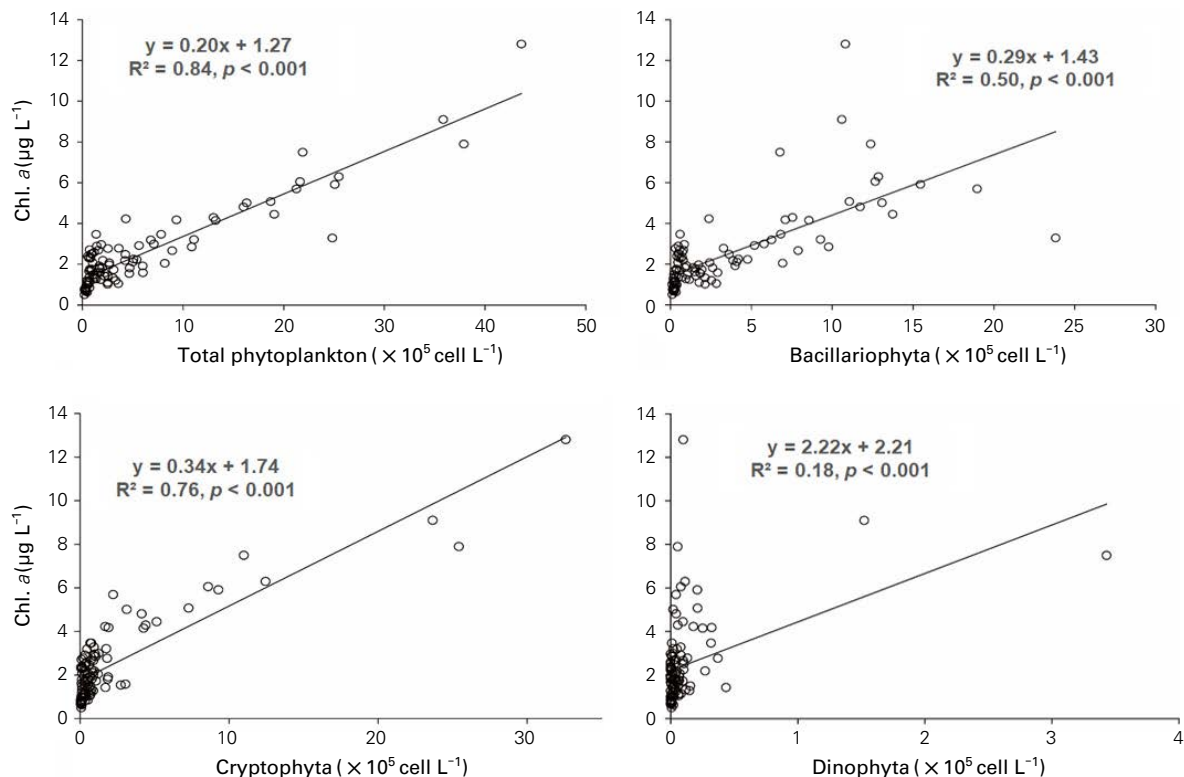 14
12
10
8
6
4
2
0
Chl. a(μg L⁻¹)
y = 0.20x + 1.27
R² = 0.84, p < 0.001
0 10 20 30 40 50
Total phytoplankton ( × 10⁵ cell L⁻¹)
14
12
10
8
6
4
2
0
y = 0.29x + 1.43
R² = 0.50, p < 0.001
0 5 10 15 20 25 30
Bacillariophyta ( × 10⁵ cell L⁻¹)
14
12
10
8
6
4
2
0
Chl. a(μg L⁻¹)
y = 0.34x + 1.74
R² = 0.76, p < 0.001
0 10 20 30
Cryptophyta ( × 10⁵ cell L⁻¹)
14
12
10
8
6
4
2
0
y = 2.22x + 2.21
R² = 0.18, p < 0.001
0 1 2 3 4
Dinophyta ( × 10⁵ cell L⁻¹)